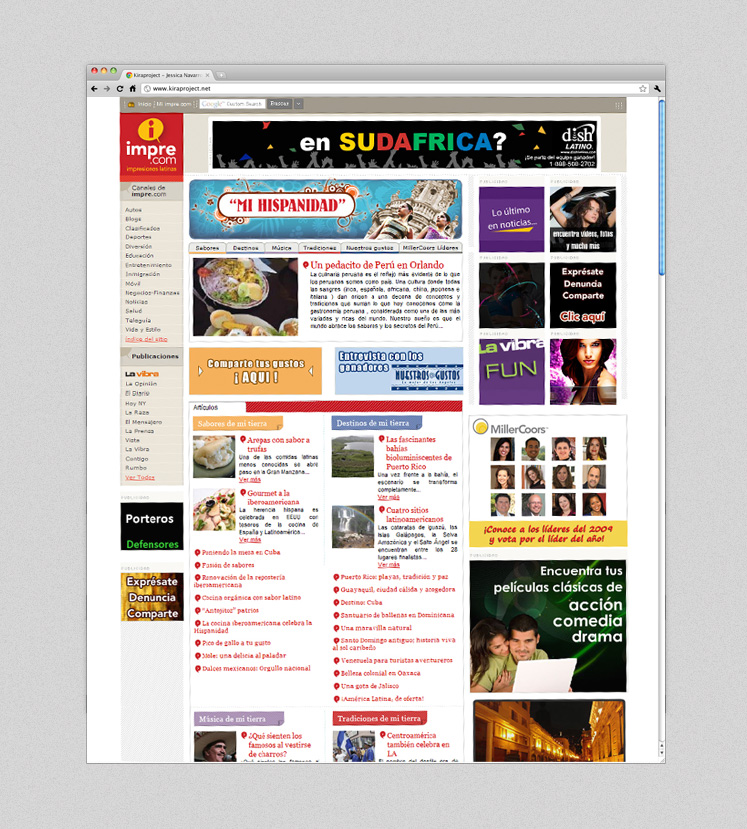 Kiraproject - Jessica Navarro
www.kiraproject.net
Inicio | Mi impre.com |
Google
Buscar
impre
.com
impresiones latinas
en SUDAFRICA?
dish
LATINO.
www.dishlatino.com
¡Se parte del equipo ganador!
1-888-508-2702
Canales de
impre.com
Autos
Blogs
Clasificados
Deportes
Diversión
Educación
Entretenimiento
Inmigración
Móvil
Negocios-Finanzas
Noticias
Salud
Taleguía
Vida y Estilo
Índice del sitio
Publicaciones
La vibra
La Opinión
El Diario
Hoy NY
La Raza
El Mensajero
La Prensa
Vista
La Vibra
Contigo
Rumbo
Ver Todos
PUBLICIDAD
Porteros
Defensores
PUBLICIDAD
Exprésate
Denuncia
Comparte
"MI HISPANIDAD"
Sabores
Destinos
Música
Tradiciones
Nuestros gustos
MillerCoors Líderes
Un pedacito de Perú en Orlando
La culinaria peruana es el reflejo más evidente de lo que
los peruanos somos como país. Una cultura donde todas
las sangres (inca, española, africana, china, japonesa e
italiana ) dan origen a una decena de conceptos y
tradiciones que suman lo que hoy conocemos como la
gastronomía peruana , considerada como una de las más
variadas y ricas del mundo. Nuestro sueño es que el
mundo abrace los sabores y los secretos del Perú...
Comparte tus gustos
¡ AQUI !
Entrevista con los
ganadores
NUESTROS GUSTOS
Artículos
Sabores de mi tierra
Arepas con sabor a
trufas
Una de las comidas latinas
menos conocidas se abre
paso en la Gran Manzana...
Ver más
Gourmet a la
iberoamericana
La herencia hispana es
celebrada en EEUU con
tesoros de la cocina de
España y Latinoamérica...
Ver más
Poniendo la mesa en Cuba
Fusión de sabores
Renovación de la repostería
iberoamericana
Cocina orgánica con sabor latino
"Antojitos" patrios
La cocina iberoamericana celebra la
Hispanidad
Pico de gallo a tu gusto
Mole: una delicia al paladar
Dulces mexicanos: Orgullo nacional
Destinos de mi tierra
Las fascinantes
bahías
bioluminiscentes de
Puerto Rico
Una vez frente a la bahía, el
escenario se transforma
completamente...
Ver más
Cuatro sitios
latinoamericanos
Las cataratas de Iguazú, las
Islas Galápagos, la Selva
Amazónica y el Salto Ángel se
encuentran entre los 28
lugares finalistas...
Ver más
Puerto Rico: playas, tradición y paz
Guayaquil, ciudad cálida y acogedora
Destino: Cuba
Santuario de ballenas en Dominicana
Una maravilla natural
Santo Domingo antiguo: historia viva
al sol caribeño
Venezuela para turistas aventureros
Belleza colonial en Oaxaca
Una gota de Jalisco
¡América Latina, de oferta!
Música de mi tierra
¿Qué sienten los
famosos al vestirse
de charros?
Tradiciones de mi tierra
Centroamérica
también celebra en
LA
PUBLICIDAD
PUBLICIDAD
Lo último
en noticias...
encuentra videos, fotos
y mucho más
PUBLICIDAD
PUBLICIDAD
Exprésate
Denuncia
Comparte
Clic aquí
PUBLICIDAD
PUBLICIDAD
La vibra
FUN
MillerCoors
¡Conoce a los líderes del 2009
y vota por el líder del año!
PUBLICIDAD
Encuentra tus
películas clásicas de
acción
comedia
drama